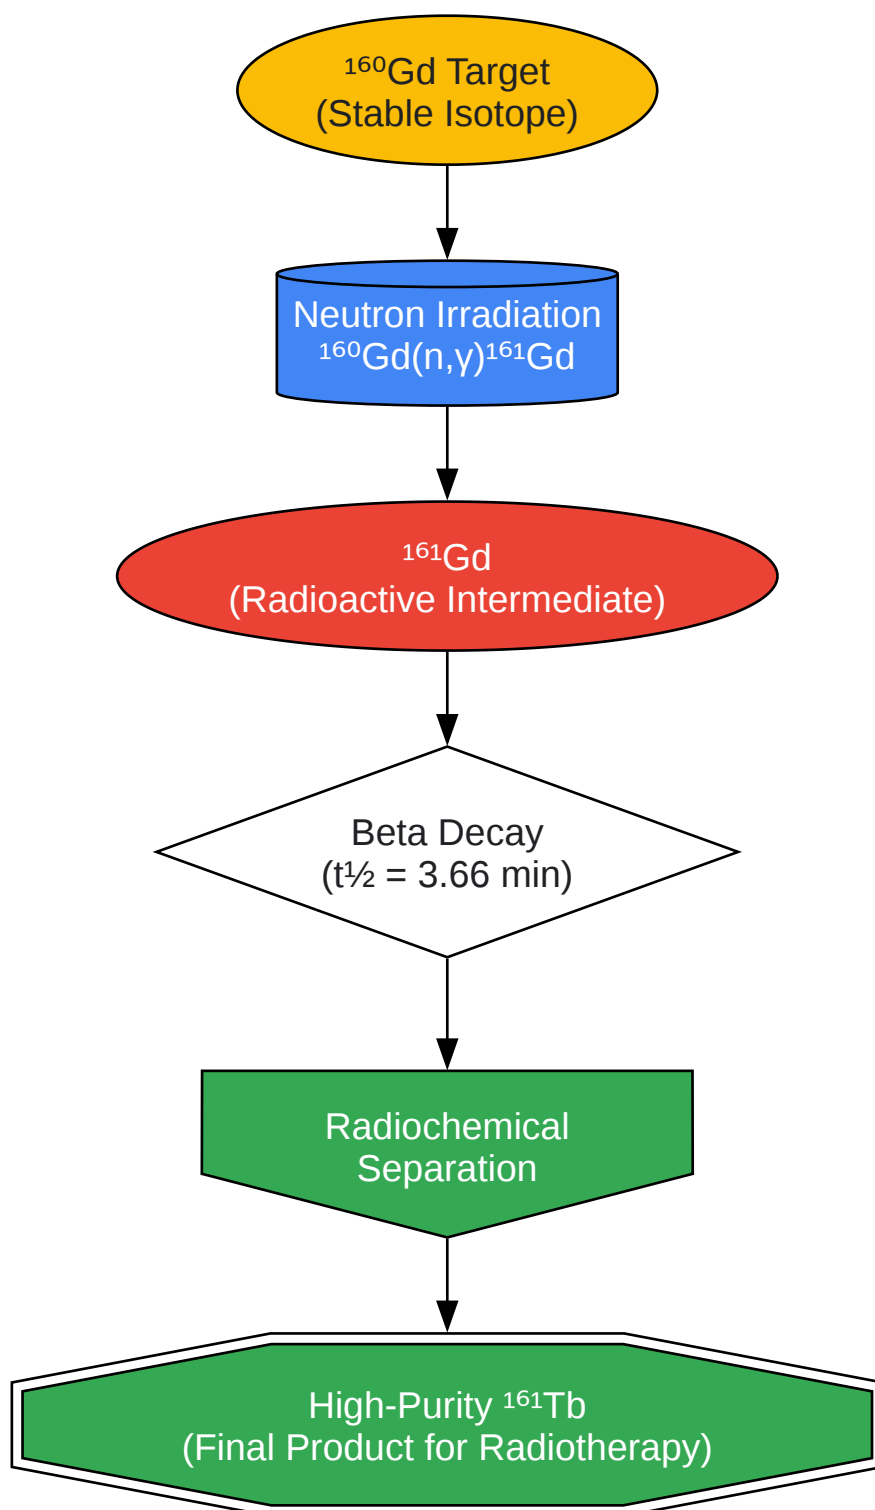 ¹⁶⁰Gd Target
(Stable Isotope)
Neutron Irradiation
¹⁶⁰Gd(n,γ)¹⁶¹Gd
¹⁶¹Gd
(Radioactive Intermediate)
Beta Decay
(t½ = 3.66 min)
Radiochemical
Separation
High-Purity ¹⁶¹Tb
(Final Product for Radiotherapy)